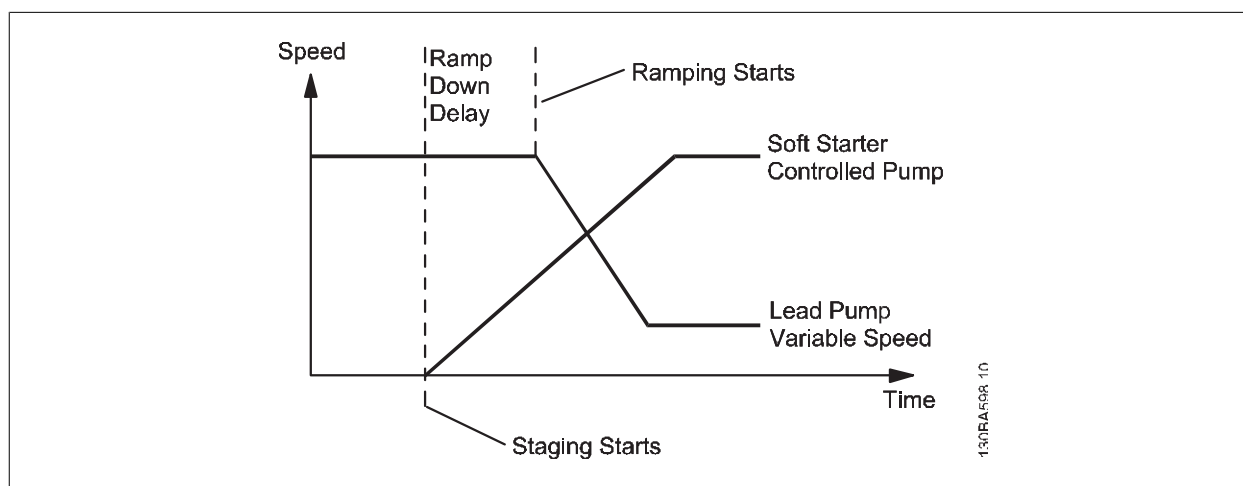 Speed
Ramp
Down
Delay
Ramping Starts
Soft Starter
Controlled Pump
Lead Pump
Variable Speed
Time
Staging Starts
130BA598.10